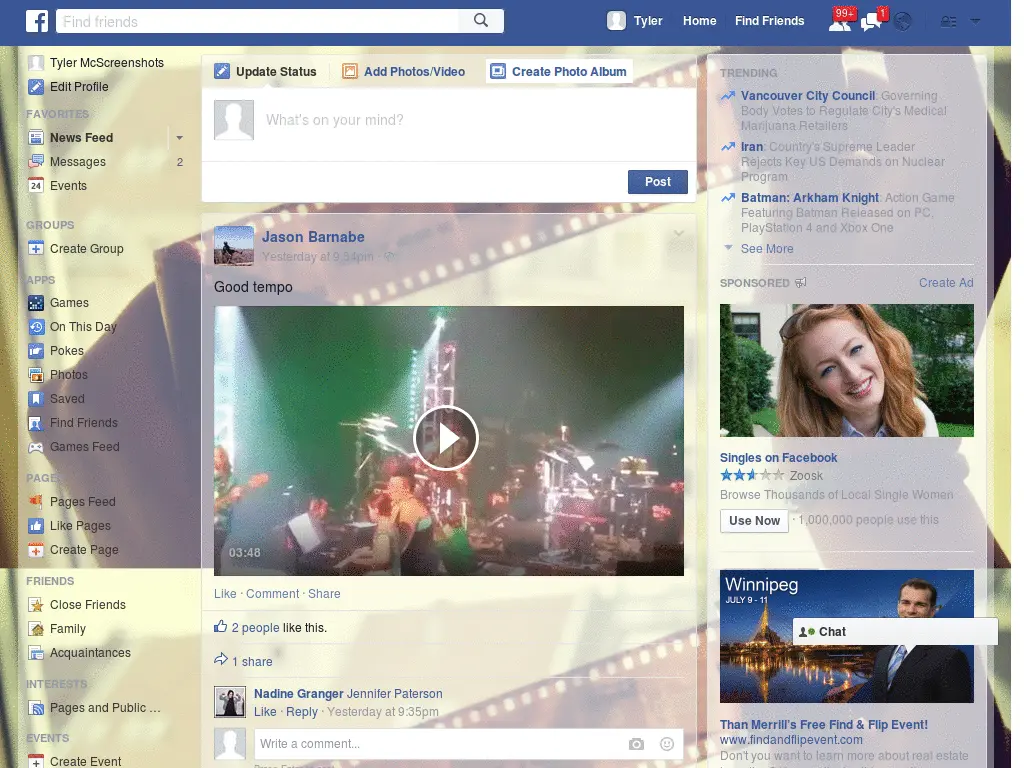 f
Find friends
Tyler
Home
Find Friends
99+
1
Tyler McScreenshots
Edit Profile
FAVORITES
News Feed
Messages
2
24
Events
GROUPS
Create Group
APPS
Games
On This Day
Pokes
Photos
Saved
Find Friends
Games Feed
PAGES
Pages Feed
Like Pages
Create Page
FRIENDS
Close Friends
Family
Acquaintances
INTERESTS
Pages and Public ...
EVENTS
Create Event
Update Status
Add Photos/Video
Create Photo Album
What's on your mind?
Post
Jason Barnabe
Yesterday at 9:34pm ·
Good tempo
03:48
Like · Comment · Share
2 people like this.
1 share
Nadine Granger Jennifer Paterson
Like · Reply · Yesterday at 9:35pm
Write a comment...
TRENDING
Vancouver City Council: Governing
Body Votes to Regulate City's Medical
Marijuana Retailers
Iran: Country's Supreme Leader
Rejects Key US Demands on Nuclear
Program
Batman: Arkham Knight: Action Game
Featuring Batman Released on PC,
PlayStation 4 and Xbox One
See More
SPONSORED
Create Ad
Singles on Facebook
Zoosk
Browse Thousands of Local Single Women
Use Now · 1,000,000 people use this
Winnipeg
JULY 9 - 11
Chat
Than Merrill's Free Find & Flip Event!
www.findandflipevent.com
Don't you want to learn more about real estate